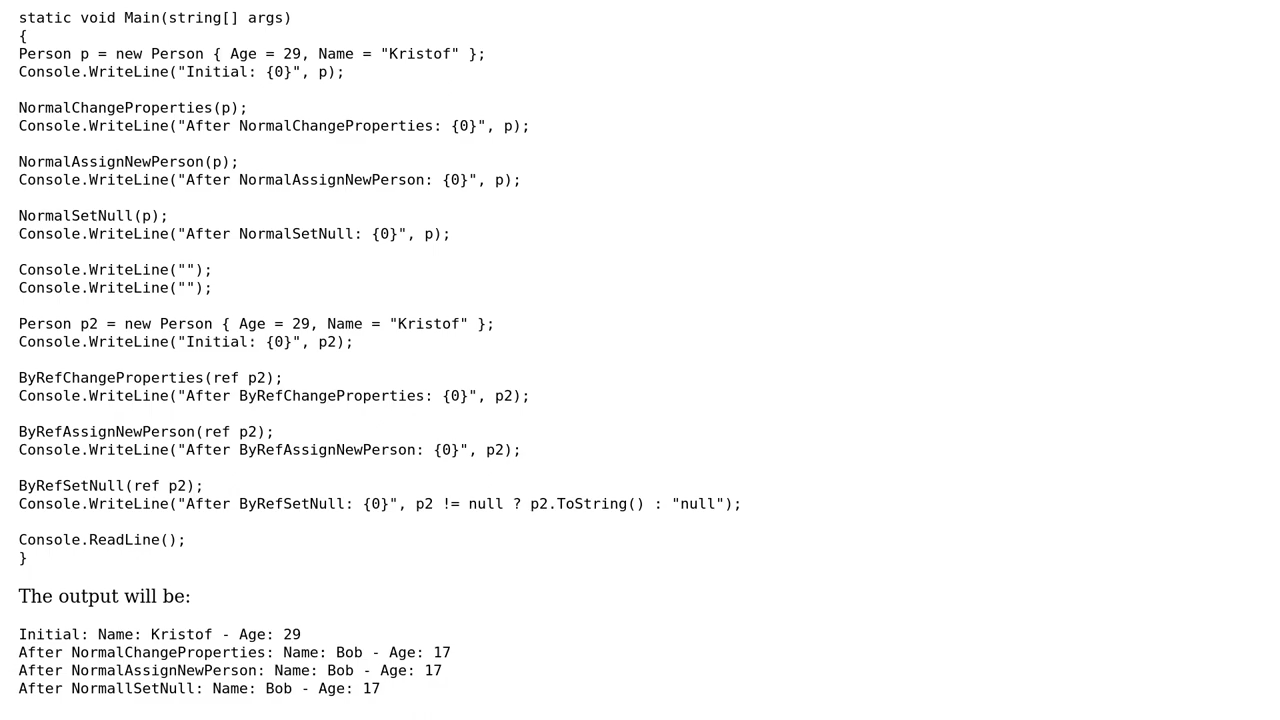 static void Main(string[] args)
{
Person p = new Person { Age = 29, Name = "Kristof" };
Console.WriteLine("Initial: {0}", p);
NormalChangeProperties(p);
Console.WriteLine("After NormalChangeProperties: {0}", p);
NormalAssignNewPerson(p);
Console.WriteLine("After NormalAssignNewPerson: {0}", p);
NormalSetNull(p);
Console.WriteLine("After NormalSetNull: {0}", p);
Console.WriteLine("");
Console.WriteLine("");
Person p2 = new Person { Age = 29, Name = "Kristof" };
Console.WriteLine("Initial: {0}", p2);
ByRefChangeProperties(ref p2);
Console.WriteLine("After ByRefChangeProperties: {0}", p2);
ByRefAssignNewPerson(ref p2);
Console.WriteLine("After ByRefAssignNewPerson: {0}", p2);
ByRefSetNull(ref p2);
Console.WriteLine("After ByRefSetNull: {0}", p2 != null ? p2.ToString() : "null");
Console.ReadLine();
}
The output will be:
Initial: Name: Kristof - Age: 29
After NormalChangeProperties: Name: Bob - Age: 17
After NormalAssignNewPerson: Name: Bob - Age: 17
After NormallSetNull: Name: Bob - Age: 17